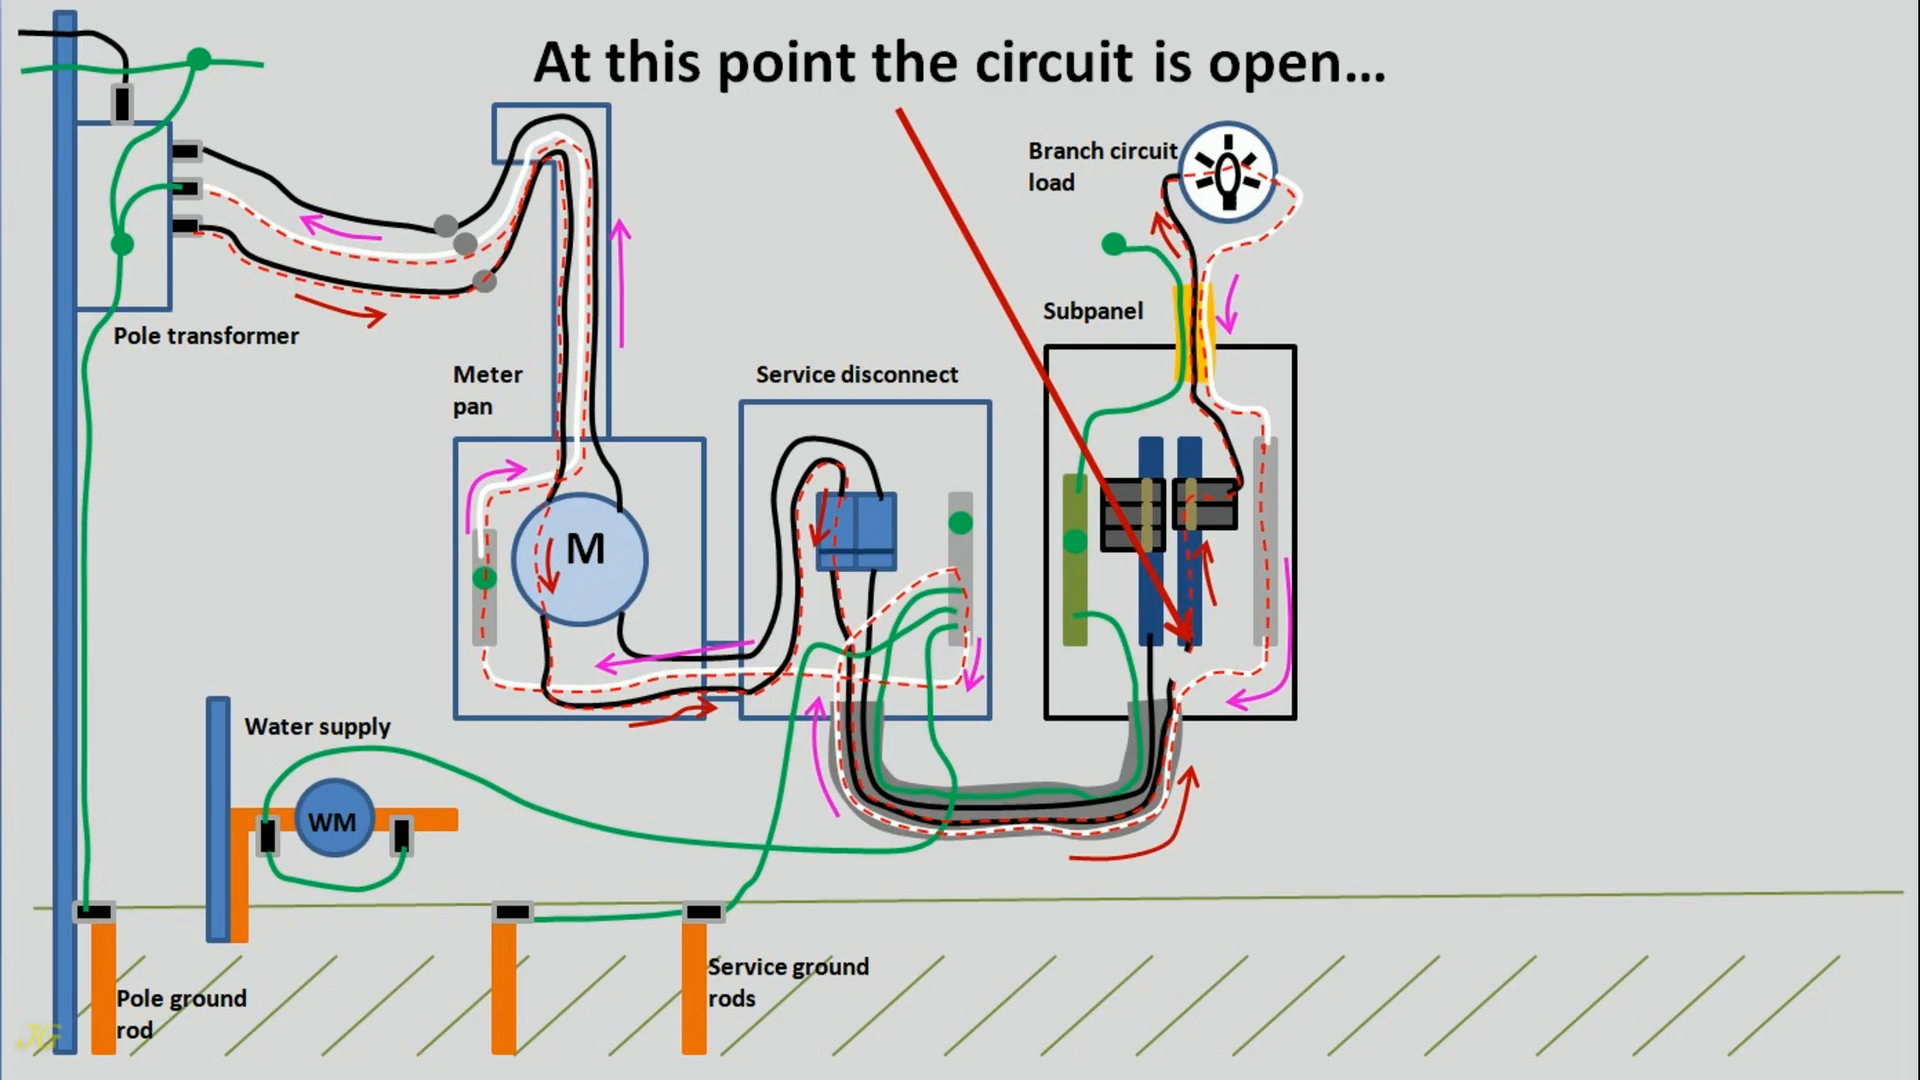 At this point the circuit is open...
Branch circuit
load
Subpanel
Pole transformer
Meter
pan
Service disconnect
M
Water supply
WM
Service ground
rods
Pole ground
rod
JG